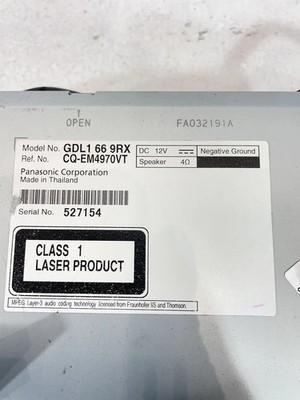 OPEN FA032191A
Model No. GDL1 66 9RX
Ref. No. CQ-EM4970VT
DC 12V Negative Ground
Speaker 4Ω
Panasonic Corporation
Made in Thailand
Serial No. 527154
CLASS 1
LASER PRODUCT
MPEG Layer-3 audio coding technology licensed from Fraunhofer IIS and Thomson.